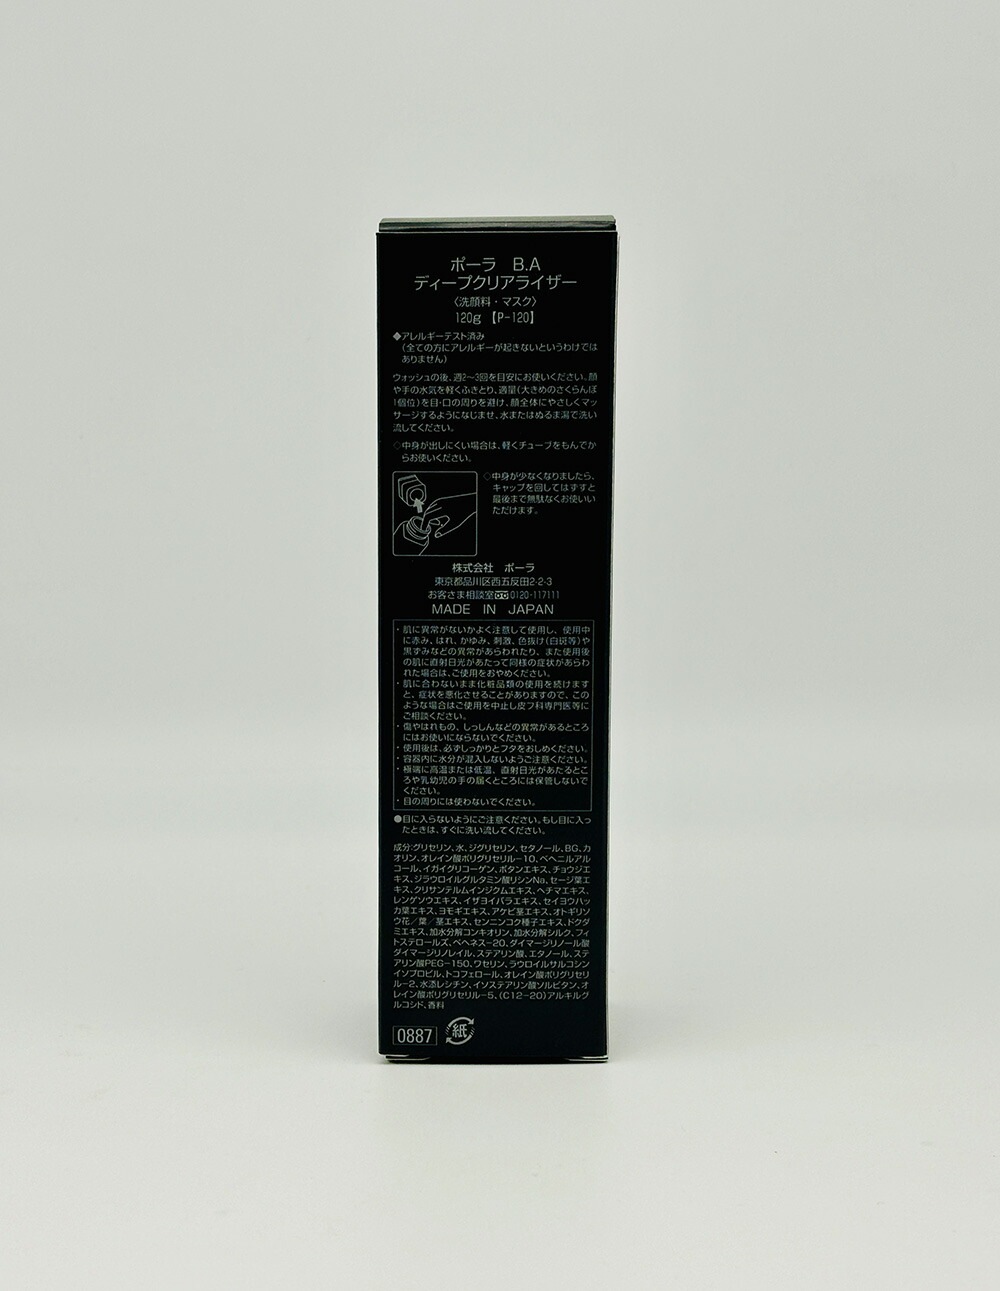 ポーラ B.A
ディープクリアライザー
〈洗顔料・マスク〉
120g 【P-120】
◆アレルギーテスト済み
(全ての方にアレルギーが起きないというわけでは
ありません)
ウォッシュの後、週2〜3回を目安にお使いください。顔
や手の水気を軽くふきとり、適量(大きめのさくらんぼ
1個位)を目・口の周りを避け、顔全体にやさしくマッ
サージするようになじませ、水またはぬるま湯で洗い
流してください。
◇中身が出しにくい場合は、軽くチューブをもんでか
らお使いください。
◇中身が少なくなりましたら、
キャップを回してはずすと
最後まで無駄なくお使いい
ただけます。
株式会社 ポーラ
東京都品川区西五反田2-2-3
お客さま相談室 0120-117111
MADE IN JAPAN
・肌に異常がないかよく注意して使用し、使用中
に赤み、はれ、かゆみ、刺激、色抜け(白斑等)や
黒ずみなどの異常があらわれたり、また使用後
の肌に直射日光があたって同様の症状があらわ
れた場合は、ご使用をおやめください。
・肌に合わないまま化粧品類の使用を続けます
と、症状を悪化させることがありますので、この
ような場合はご使用を中止し皮フ科専門医等に
ご相談ください。
・傷やはれもの、しっしんなどの異常があるところ
にはお使いにならないでください。
・使用後は、必ずしっかりとフタをおしめください。
・容器内に水分が混入しないようご注意ください。
・極端に高温または低温、直射日光があたるとこ
ろや乳幼児の手の届くところには保管しないで
ください。
・目の周りには使わないでください。
●目に入らないようにご注意ください。もし目に入っ
たときは、すぐに洗い流してください。
成分:グリセリン、水、ジグリセリン、セタノール、BG、カ
オリン、オレイン酸ポリグリセリル-10、ベヘニルアル
コール、イガイグリコーゲン、ボタンエキス、チョウジエ
キス、ジラウロイルグルタミン酸リシンNa、セージ葉エ
キス、クリサンテルムインジクムエキス、ヘチマエキス、
レンゲソウエキス、イザヨイバラエキス、セイヨウハッ
カ葉エキス、ヨモギエキス、アケビ茎エキス、オトギリソ
ウ花/葉/茎エキス、センニンコク種子エキス、ドクダ
ミエキス、加水分解コンキオリン、加水分解シルク、フィ
トステロールズ、ベヘネス-20、ダイマージリノール酸
ダイマージリノレイル、ステアリン酸、エタノール、ステ
アリン酸PEG-150、ワセリン、ラウロイルサルコシン
イソプロピル、トコフェロール、オレイン酸ポリグリセリ
ル-2、水添レシチン、イソステアリン酸ソルビタン、オ
レイン酸ポリグリセリル-5、(C12-20)アルキルグ
ルコシド、香料
0887 紙